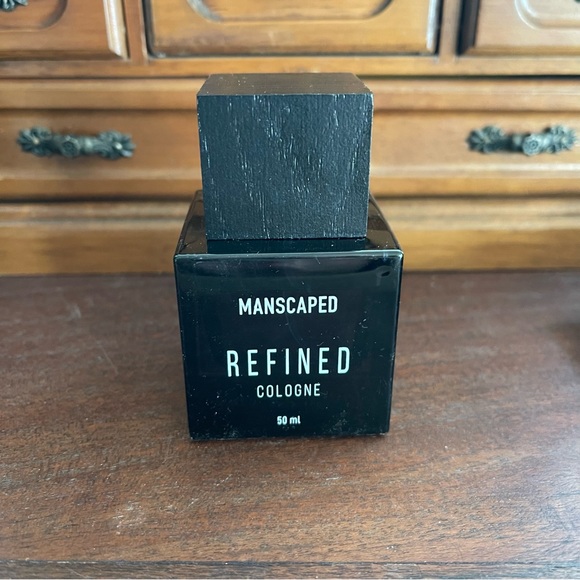 MANSCAPED
REFINED
COLOGNE
50 ml